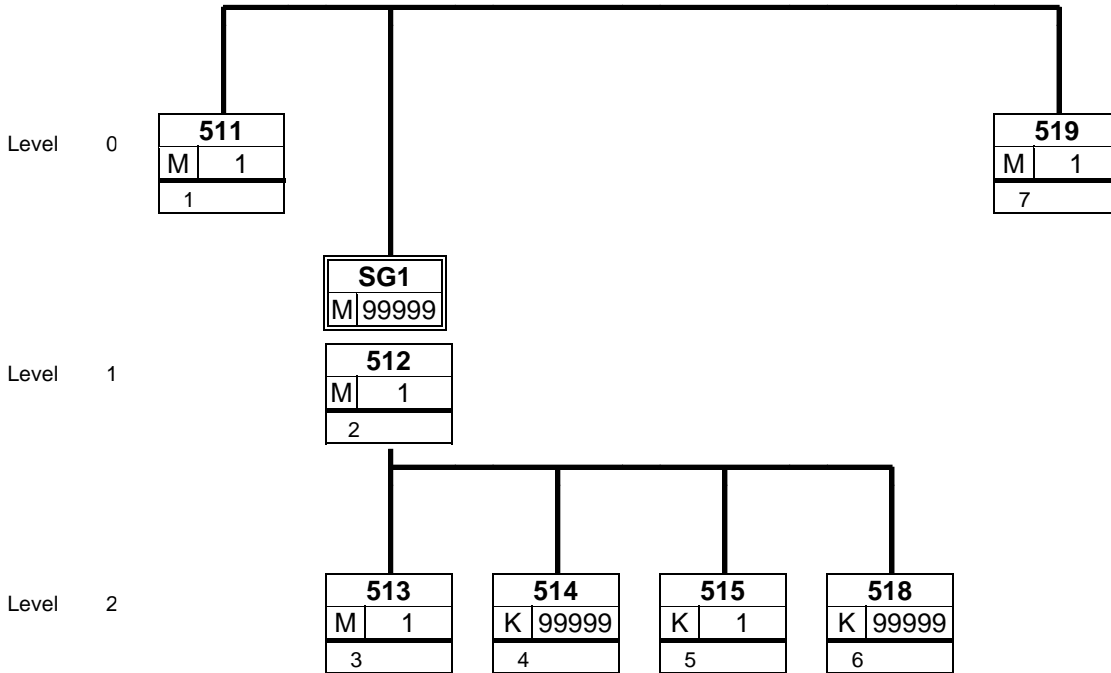 511 519
Level 0 M 1 M 1
1 7
SG1
M 99999
512
Level 1 M 1
2
513 514 515 518
Level 2 M 1 K 99999 K 1 K 99999
3 4 5 6